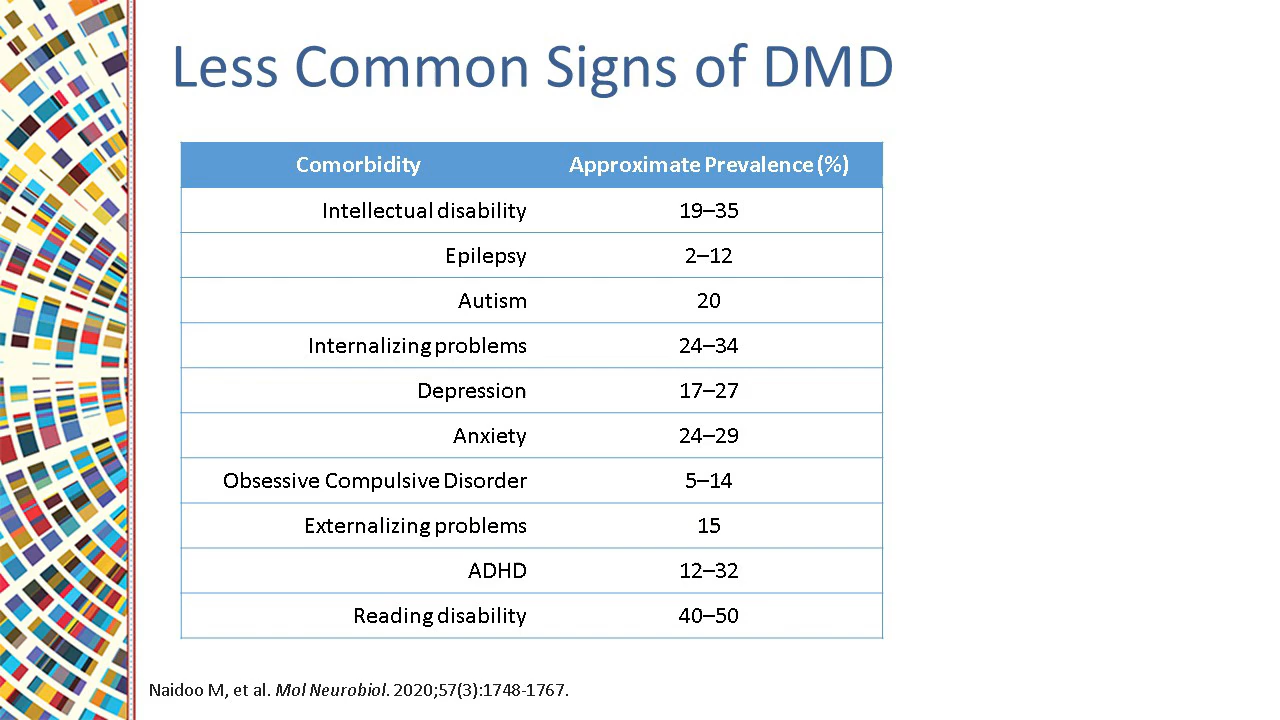 Less Common Signs of DMD
Comorbidity Approximate Prevalence (%)
Intellectual disability 19–35
Epilepsy 2–12
Autism 20
Internalizing problems 24–34
Depression 17–27
Anxiety 24–29
Obsessive Compulsive Disorder 5–14
Externalizing problems 15
ADHD 12–32
Reading disability 40–50
Naidoo M, et al. Mol Neurobiol. 2020;57(3):1748-1767.